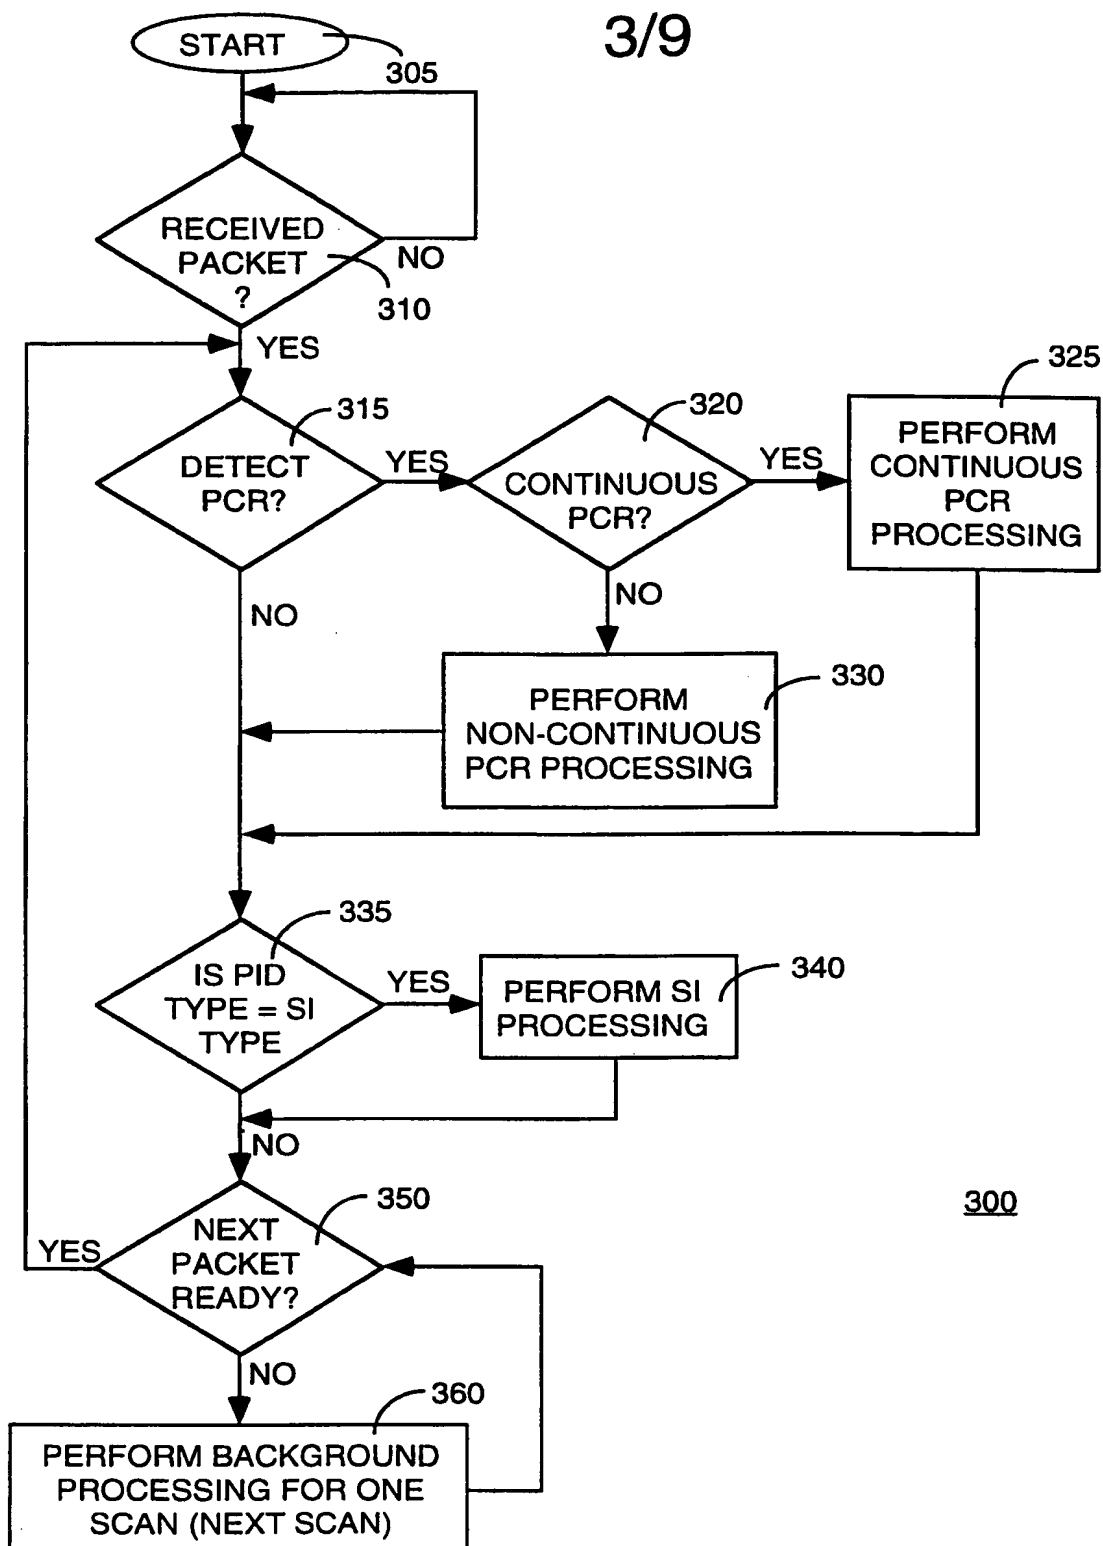 3/9
START
305
RECEIVED
PACKET
?
NO
310
YES
315
DETECT
PCR?
YES
320
CONTINUOUS
PCR?
YES
325
PERFORM
CONTINUOUS
PCR
PROCESSING
NO
NO
330
PERFORM
NON-CONTINUOUS
PCR PROCESSING
335
IS PID
TYPE = SI
TYPE
YES
340
PERFORM SI
PROCESSING
NO
350
NEXT
PACKET
READY?
YES
300
NO
360
PERFORM BACKGROUND
PROCESSING FOR ONE
SCAN (NEXT SCAN)